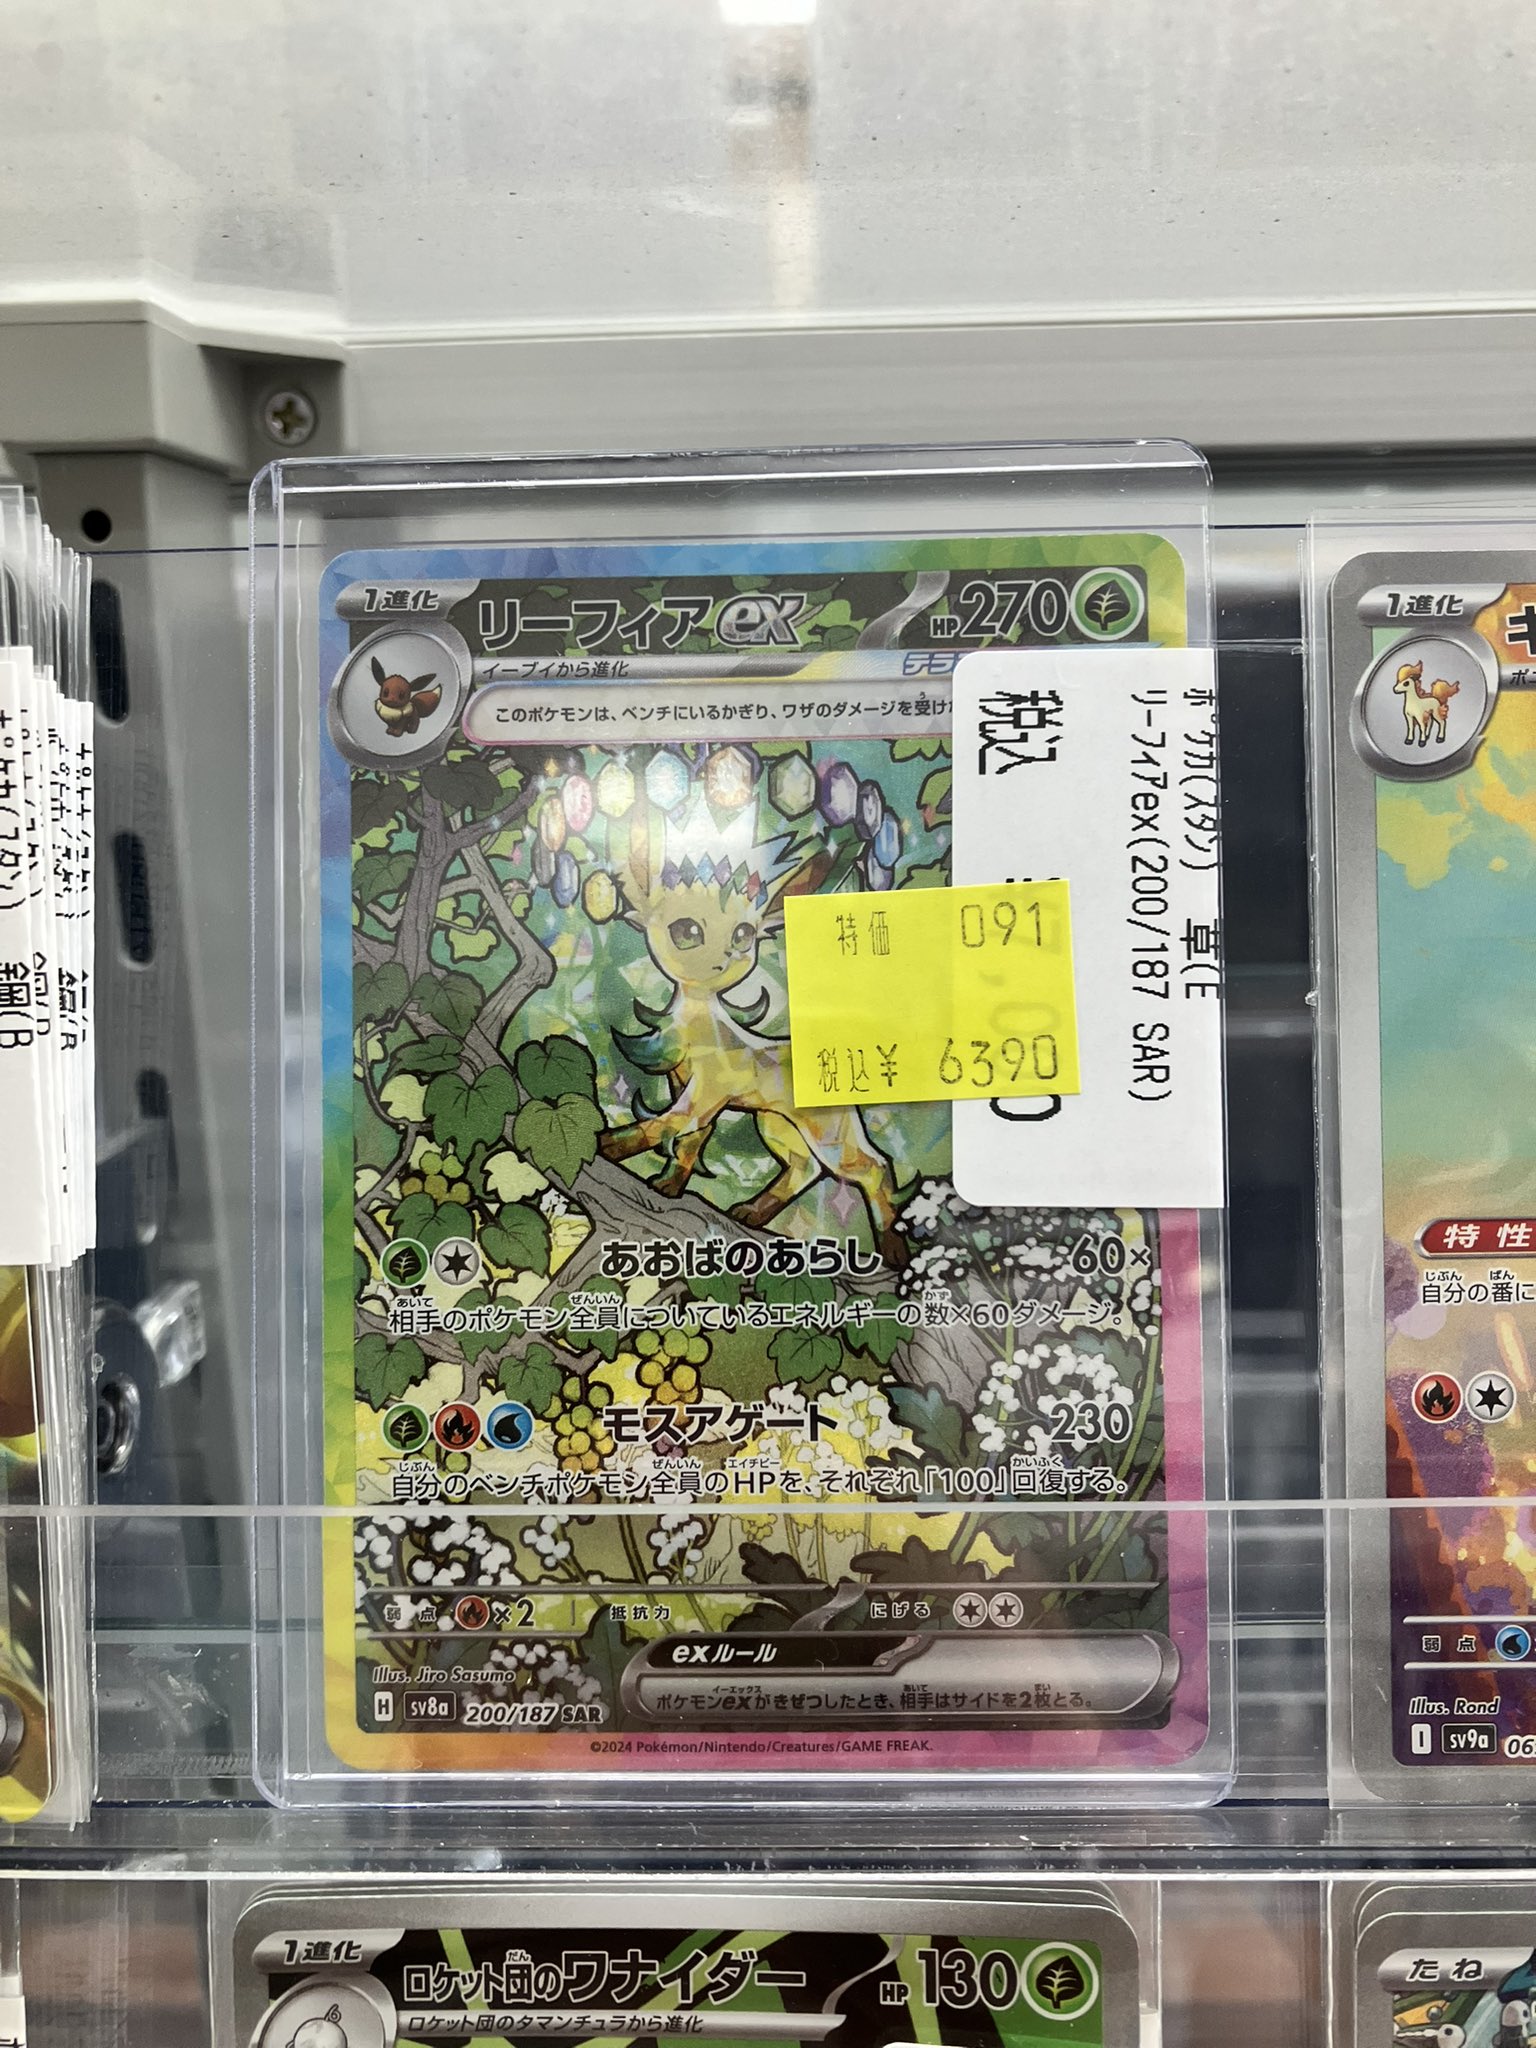 1進化
リーフィアex
HP270
イーブイから進化
テラ
このポケモンは、ベンチにいるかぎり、ワザのダメージを受け
税込
ポケカ(スタン) 草(E
リーフィアex(200/187 SAR)
特価 091
税込¥ 6390
あおばのあらし 60×
相手のポケモン全員についているエネルギーの数×60ダメージ。
モスアゲート 230
自分のベンチポケモン全員のHPを、それぞれ「100」回復する。
弱点 ×2 抵抗力 にげる
exルール
ポケモンexがきぜつしたとき、相手はサイドを2枚とる。
Illus. Jiro Sasumo
H sv8a 200/187 SAR
©2024 Pokémon/Nintendo/Creatures/GAME FREAK.
1進化
特性
自分の番に
弱点
Illus. Rond
I sv9a
1進化
ロケット団のワナイダー
HP130
ロケット団のタマンチュラから進化
たね